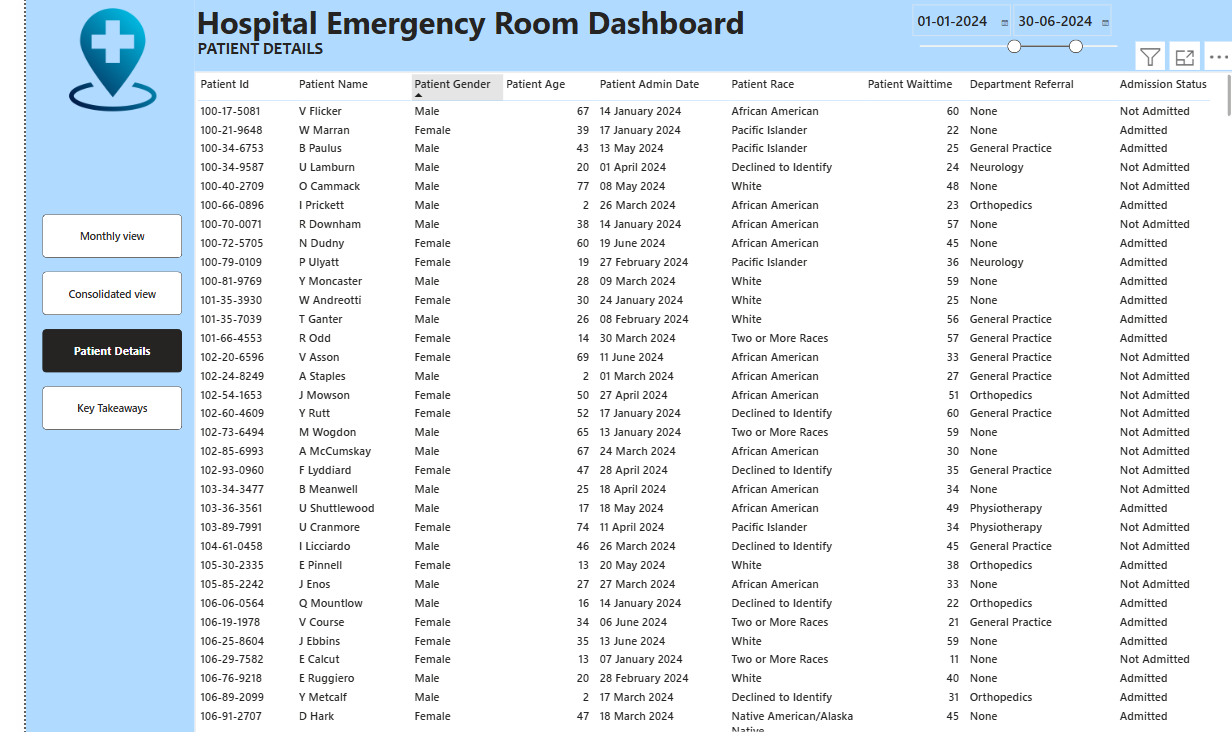 Hospital Emergency Room Dashboard
PATIENT DETAILS
01-01-2024 30-06-2024
Monthly view
Consolidated view
Patient Details
Key Takeaways
Patient Id Patient Name Patient Gender Patient Age Patient Admin Date Patient Race Patient Waittime Department Referral Admission Status
100-17-5081 V Flicker Male 67 14 January 2024 African American 60 None Not Admitted
100-21-9648 W Marran Female 39 17 January 2024 Pacific Islander 22 None Admitted
100-34-6753 B Paulus Male 43 13 May 2024 Pacific Islander 25 General Practice Admitted
100-34-9587 U Lamburn Male 20 01 April 2024 Declined to Identify 24 Neurology Not Admitted
100-40-2709 O Cammack Male 77 08 May 2024 White 48 None Not Admitted
100-66-0896 I Prickett Male 2 26 March 2024 African American 23 Orthopedics Admitted
100-70-0071 R Downham Male 38 14 January 2024 African American 57 None Not Admitted
100-72-5705 N Dudny Female 60 19 June 2024 African American 45 None Admitted
100-79-0109 P Ulyatt Female 19 27 February 2024 Pacific Islander 36 Neurology Admitted
100-81-9769 Y Moncaster Male 28 09 March 2024 White 59 None Admitted
101-35-3930 W Andreotti Female 30 24 January 2024 White 25 None Admitted
101-35-7039 T Ganter Male 26 08 February 2024 White 56 General Practice Admitted
101-66-4553 R Odd Female 14 30 March 2024 Two or More Races 57 General Practice Admitted
102-20-6596 V Asson Female 69 11 June 2024 African American 33 General Practice Not Admitted
102-24-8249 A Staples Male 2 01 March 2024 African American 27 General Practice Not Admitted
102-54-1653 J Mowson Female 50 27 April 2024 African American 51 Orthopedics Not Admitted
102-60-4609 Y Rutt Female 52 17 January 2024 Declined to Identify 60 General Practice Not Admitted
102-73-6494 M Wogdon Male 65 13 January 2024 Two or More Races 59 None Not Admitted
102-85-6993 A McCumskay Male 67 24 March 2024 African American 30 None Not Admitted
102-93-0960 F Lyddiard Female 47 28 April 2024 Declined to Identify 35 General Practice Not Admitted
103-34-3477 B Meanwell Male 25 18 April 2024 African American 34 None Not Admitted
103-36-3561 U Shuttlewood Male 17 18 May 2024 African American 49 Physiotherapy Admitted
103-89-7991 U Cranmore Female 74 11 April 2024 Pacific Islander 34 Physiotherapy Not Admitted
104-61-0458 I Licciardo Male 46 26 March 2024 Declined to Identify 45 General Practice Not Admitted
105-30-2335 E Pinnell Female 13 20 May 2024 White 38 Orthopedics Admitted
105-85-2242 J Enos Male 27 27 March 2024 African American 33 None Not Admitted
106-06-0564 Q Mountlow Male 16 14 January 2024 Declined to Identify 22 Orthopedics Admitted
106-19-1978 V Course Female 34 06 June 2024 Two or More Races 21 General Practice Admitted
106-25-8604 J Ebbins Female 35 13 June 2024 White 59 None Admitted
106-29-7582 E Calcut Female 13 07 January 2024 Two or More Races 11 None Not Admitted
106-76-9218 E Ruggiero Male 20 28 February 2024 White 40 None Admitted
106-89-2099 Y Metcalf Male 2 17 March 2024 Declined to Identify 31 Orthopedics Admitted
106-91-2707 D Hark Female 47 18 March 2024 Native American/Alaska 45 None Admitted
Native